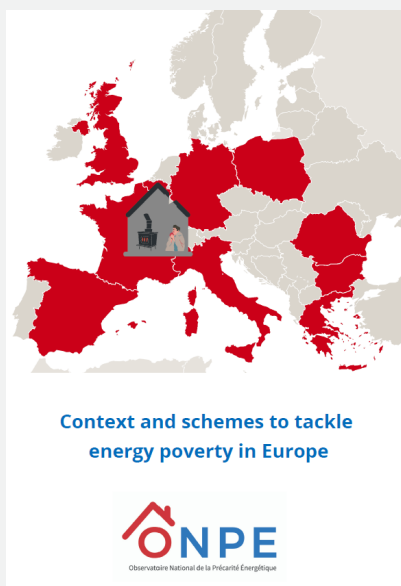 Context and schemes to tackle
energy poverty in Europe
ONPE
Observatoire National de la Précarité Énergétique